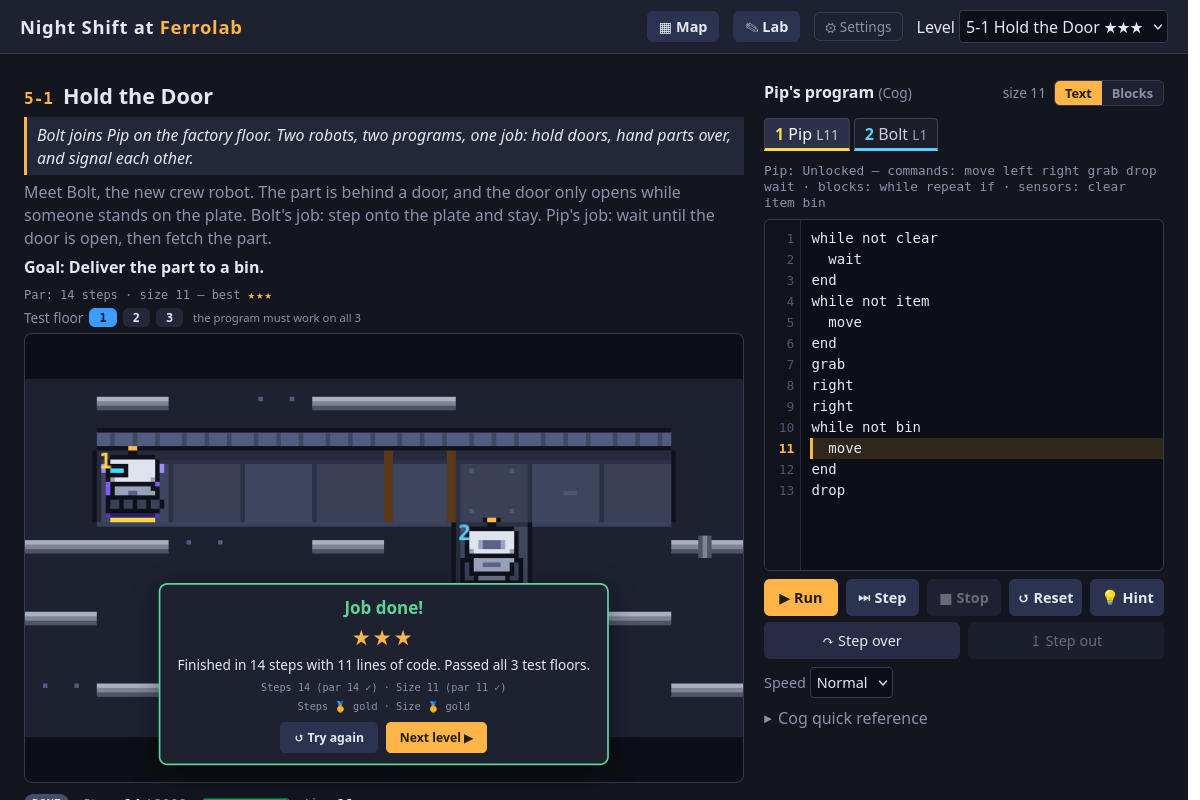 Night Shift at Ferrolab
▦ Map
✎ Lab
⚙ Settings
Level
5-1 Hold the Door ★★★
5-1 Hold the Door
Bolt joins Pip on the factory floor. Two robots, two programs, one job: hold doors, hand parts over,
and signal each other.
Meet Bolt, the new crew robot. The part is behind a door, and the door only opens while
someone stands on the plate. Bolt's job: step onto the plate and stay. Pip's job: wait until the
door is open, then fetch the part.
Goal: Deliver the part to a bin.
Par: 14 steps · size 11 — best ★★★
Test floor 1 2 3 the program must work on all 3
1
2
Job done!
★★★
Finished in 14 steps with 11 lines of code. Passed all 3 test floors.
Steps 14 (par 14 ✓) · Size 11 (par 11 ✓)
Steps 🥇 gold · Size 🥇 gold
↺ Try again
Next level ▶
Pip's program (Cog)
size 11
Text
Blocks
1 Pip L11
2 Bolt L1
Pip: Unlocked — commands: move left right grab drop
wait · blocks: while repeat if · sensors: clear
item bin
1 while not clear
2 wait
3 end
4 while not item
5 move
6 end
7 grab
8 right
9 right
10 while not bin
11 move
12 end
13 drop
▶ Run
⏭ Step
■ Stop
↺ Reset
💡 Hint
↷ Step over
↥ Step out
Speed Normal
▸ Cog quick reference